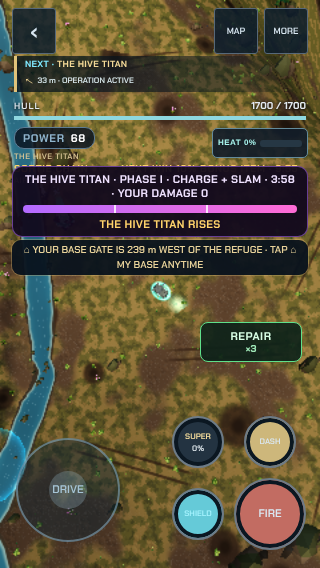 ‹
MAP
MORE
NEXT · THE HIVE TITAN
↖ 33 m · OPERATION ACTIVE
HULL
1700 / 1700
POWER 68
HEAT 0%
THE HIVE TITAN
THE HIVE TITAN · PHASE I · CHARGE + SLAM · 3:58
· YOUR DAMAGE 0
THE HIVE TITAN RISES
⌂ YOUR BASE GATE IS 239 m WEST OF THE REFUGE · TAP ⌂
MY BASE ANYTIME
REPAIR
×3
SUPER
0%
DASH
DRIVE
SHIELD
FIRE